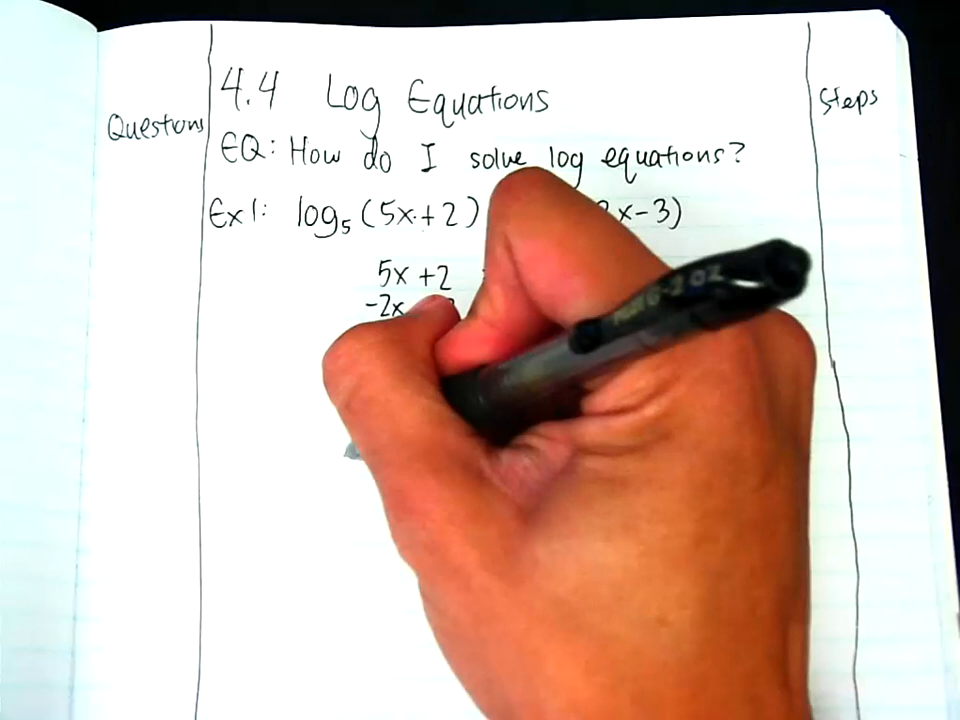 4.4 Log Equations
Questions
Steps
EQ: How do I solve log equations?
Ex 1: log₅(5x+2) x-3)
5x +2
-2x